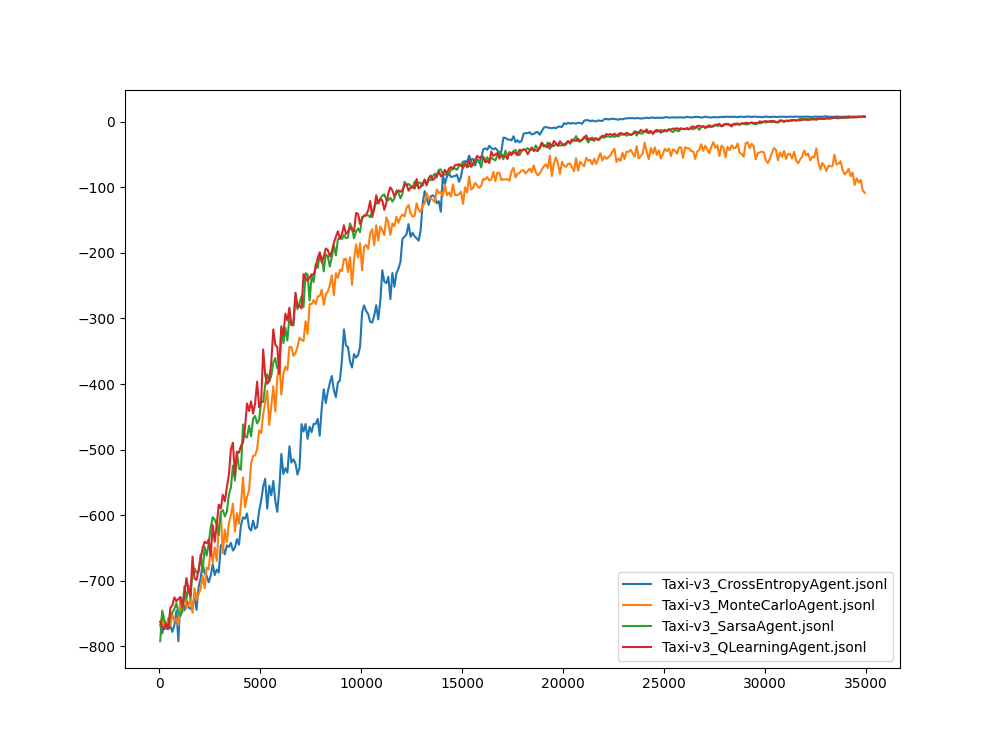 0
−100
−200
−300
−400
−500
−600
−700
−800
0 5000 10000 15000 20000 25000 30000 35000
Taxi-v3_CrossEntropyAgent.jsonl
Taxi-v3_MonteCarloAgent.jsonl
Taxi-v3_SarsaAgent.jsonl
Taxi-v3_QLearningAgent.jsonl